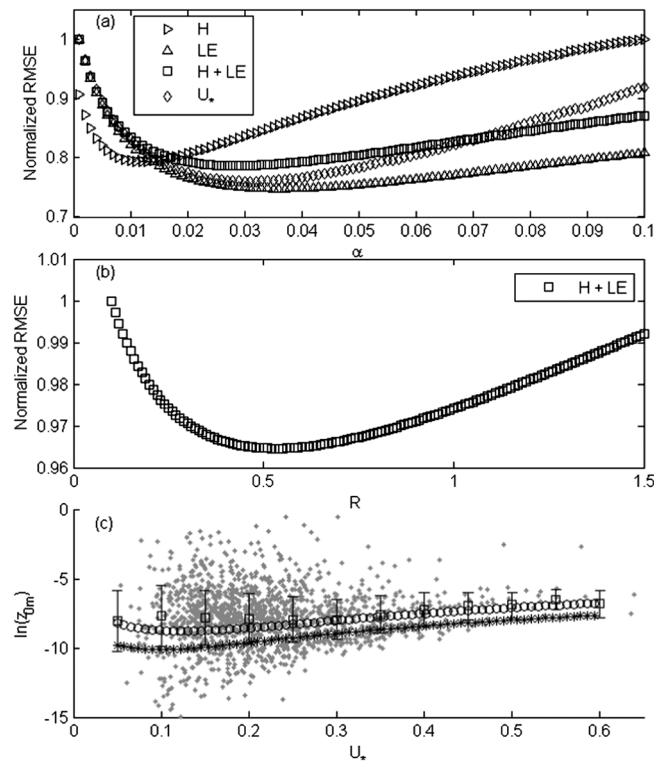 (a)
H
LE
H + LE
U*
Normalized RMSE
1
0.9
0.8
0.7
0 0.01 0.02 0.03 0.04 0.05 0.06 0.07 0.08 0.09 0.1
α
(b)
H + LE
Normalized RMSE
1.01
1
0.99
0.98
0.97
0.96
0 0.5 1 1.5
R
(c)
ln(z0m)
0
-5
-10
-15
0 0.1 0.2 0.3 0.4 0.5 0.6
U*